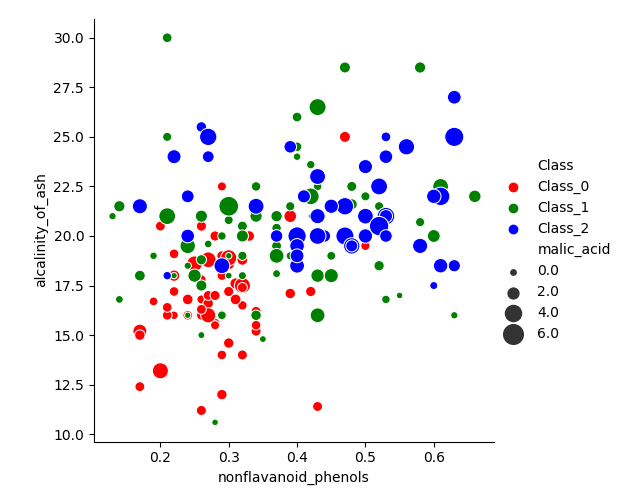 30.0
27.5
25.0
22.5
20.0
17.5
15.0
12.5
10.0
alcalinity_of_ash
0.2 0.3 0.4 0.5 0.6
nonflavanoid_phenols
Class
Class_0
Class_1
Class_2
malic_acid
0.0
2.0
4.0
6.0